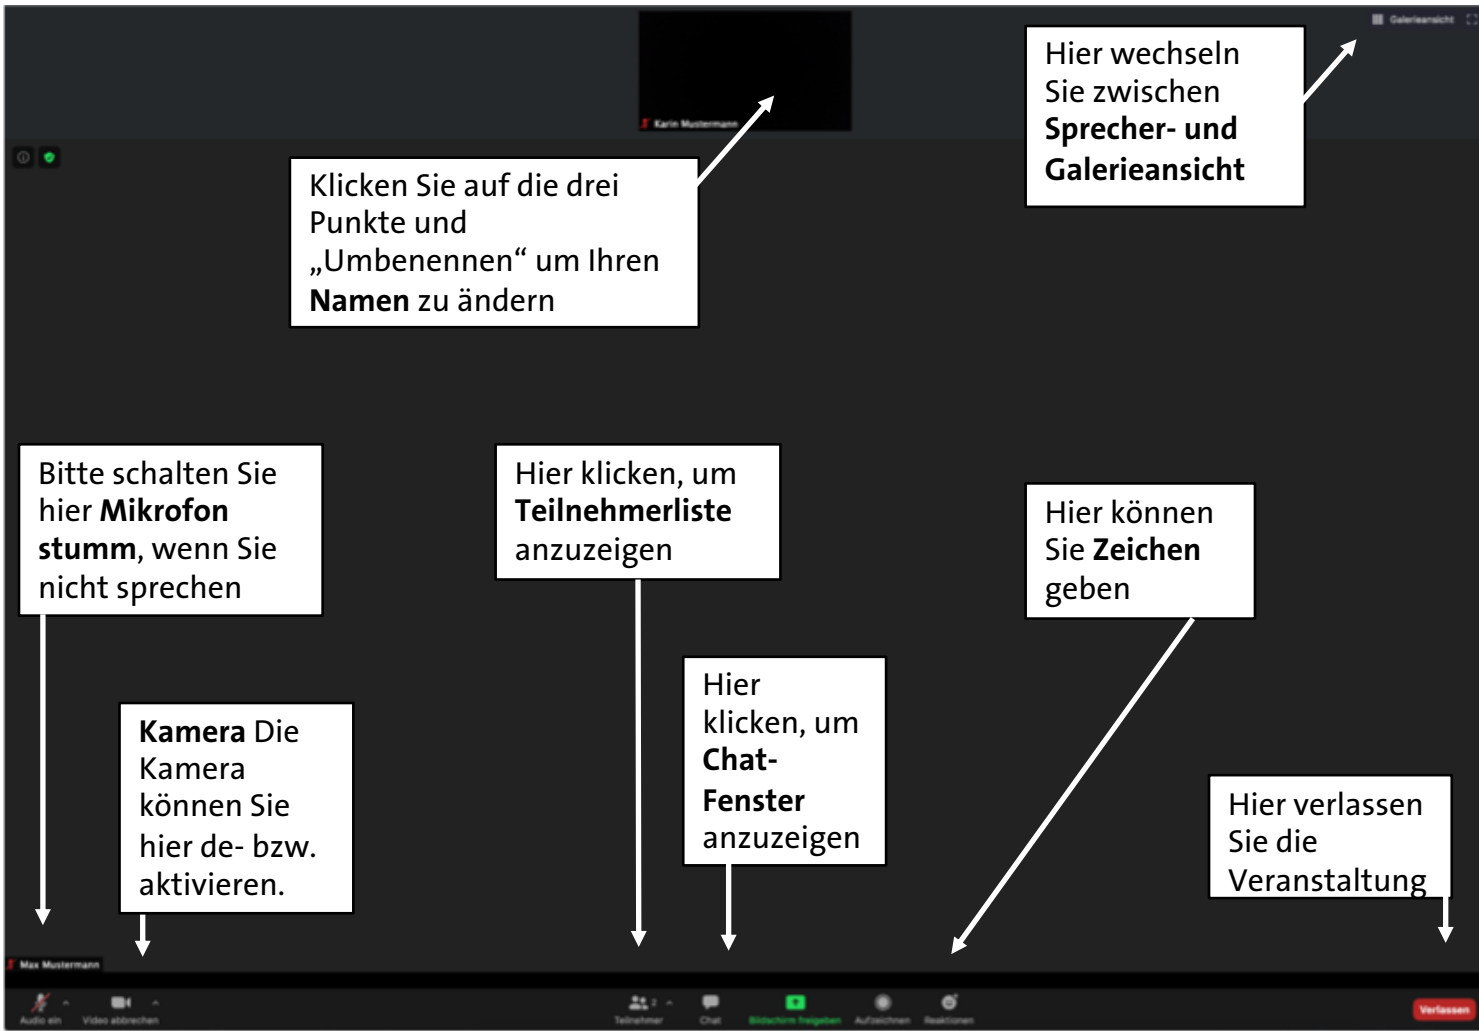 Galerieansicht
Karin Mustermann
Hier wechseln
Sie zwischen
Sprecher- und
Galerieansicht
Klicken Sie auf die drei
Punkte und
„Umbenennen“ um Ihren
Namen zu ändern
Bitte schalten Sie
hier Mikrofon
stumm, wenn Sie
nicht sprechen
Hier klicken, um
Teilnehmerliste
anzuzeigen
Hier können
Sie Zeichen
geben
Kamera Die
Kamera
können Sie
hier de- bzw.
aktivieren.
Hier
klicken, um
Chat-
Fenster
anzuzeigen
Hier verlassen
Sie die
Veranstaltung
Max Mustermann
Audio ein
Video abbrechen
Teilnehmer
2
Chat
Bildschirm freigeben
Aufzeichnen
Reaktionen
Verlassen